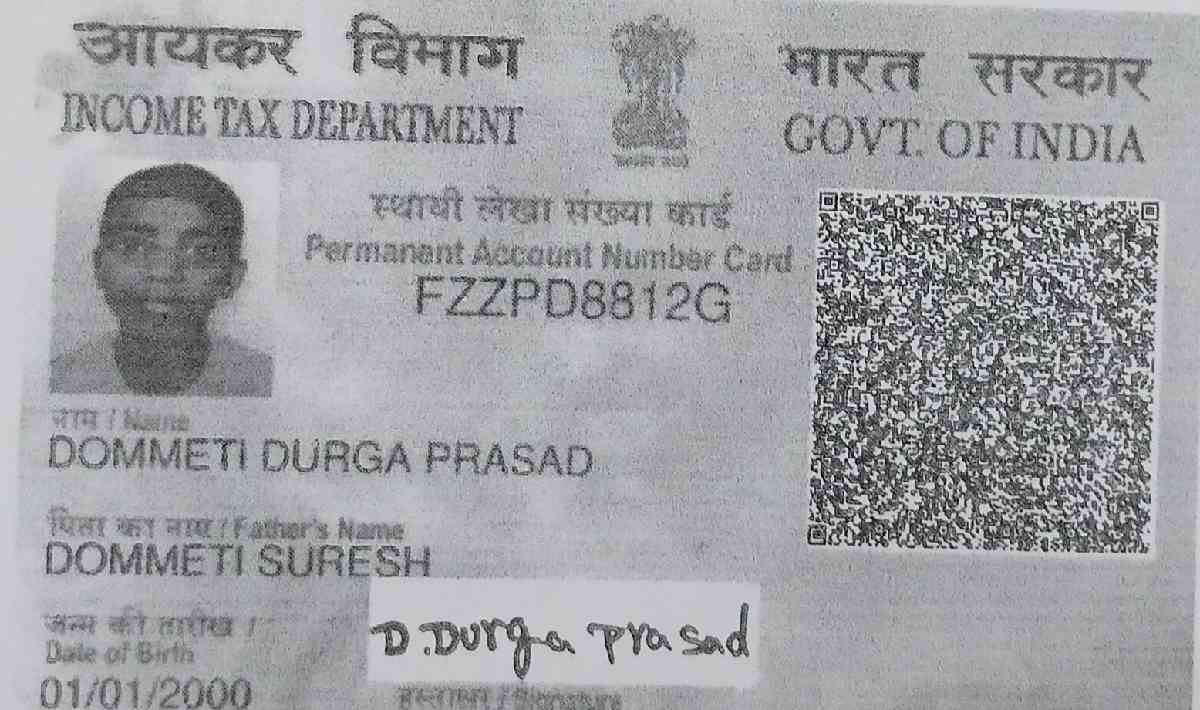 आयकर विभाग
INCOME TAX DEPARTMENT
भारत सरकार
GOVT. OF INDIA
स्थायी लेखा संख्या कार्ड
Permanent Account Number Card
FZZPD8812G
नाम / Name
DOMMETI DURGA PRASAD
पिता का नाम / Father's Name
DOMMETI SURESH
जन्म की तारीख /
Date of Birth
01/01/2000
D.Durga Prasad
हस्ताक्षर / Signature